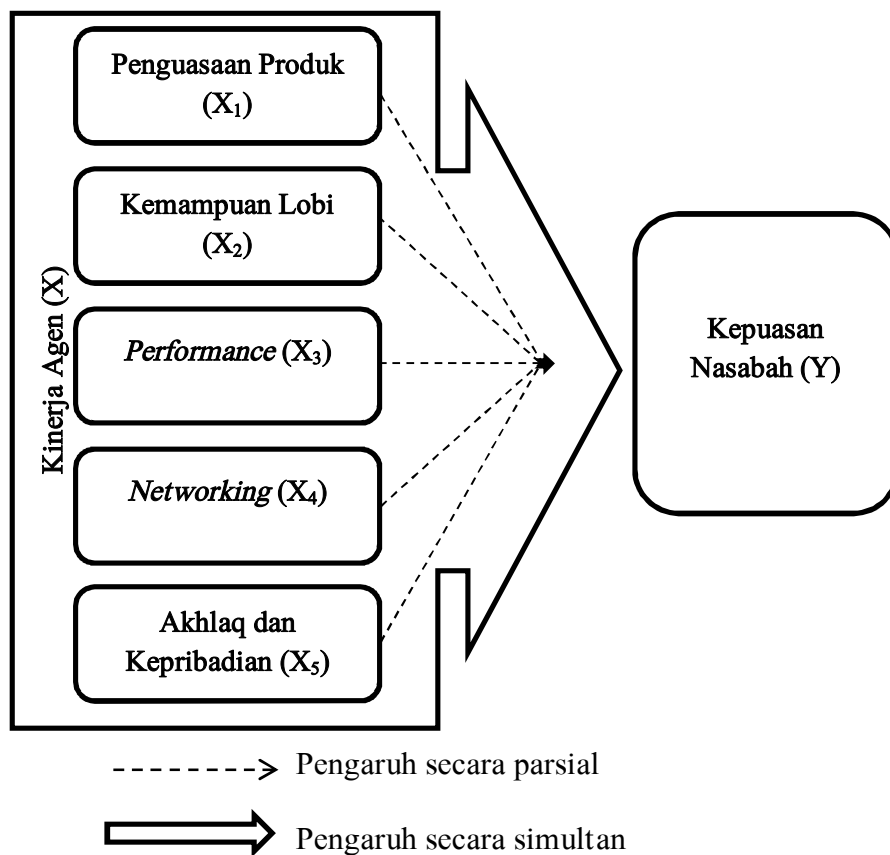 Kinerja Agen (X)
Penguasaan Produk
(X₁)
Kemampuan Lobi
(X₂)
Performance (X₃)
Networking (X₄)
Akhlaq dan
Kepribadian (X₅)
Kepuasan
Nasabah (Y)
Pengaruh secara parsial
Pengaruh secara simultan